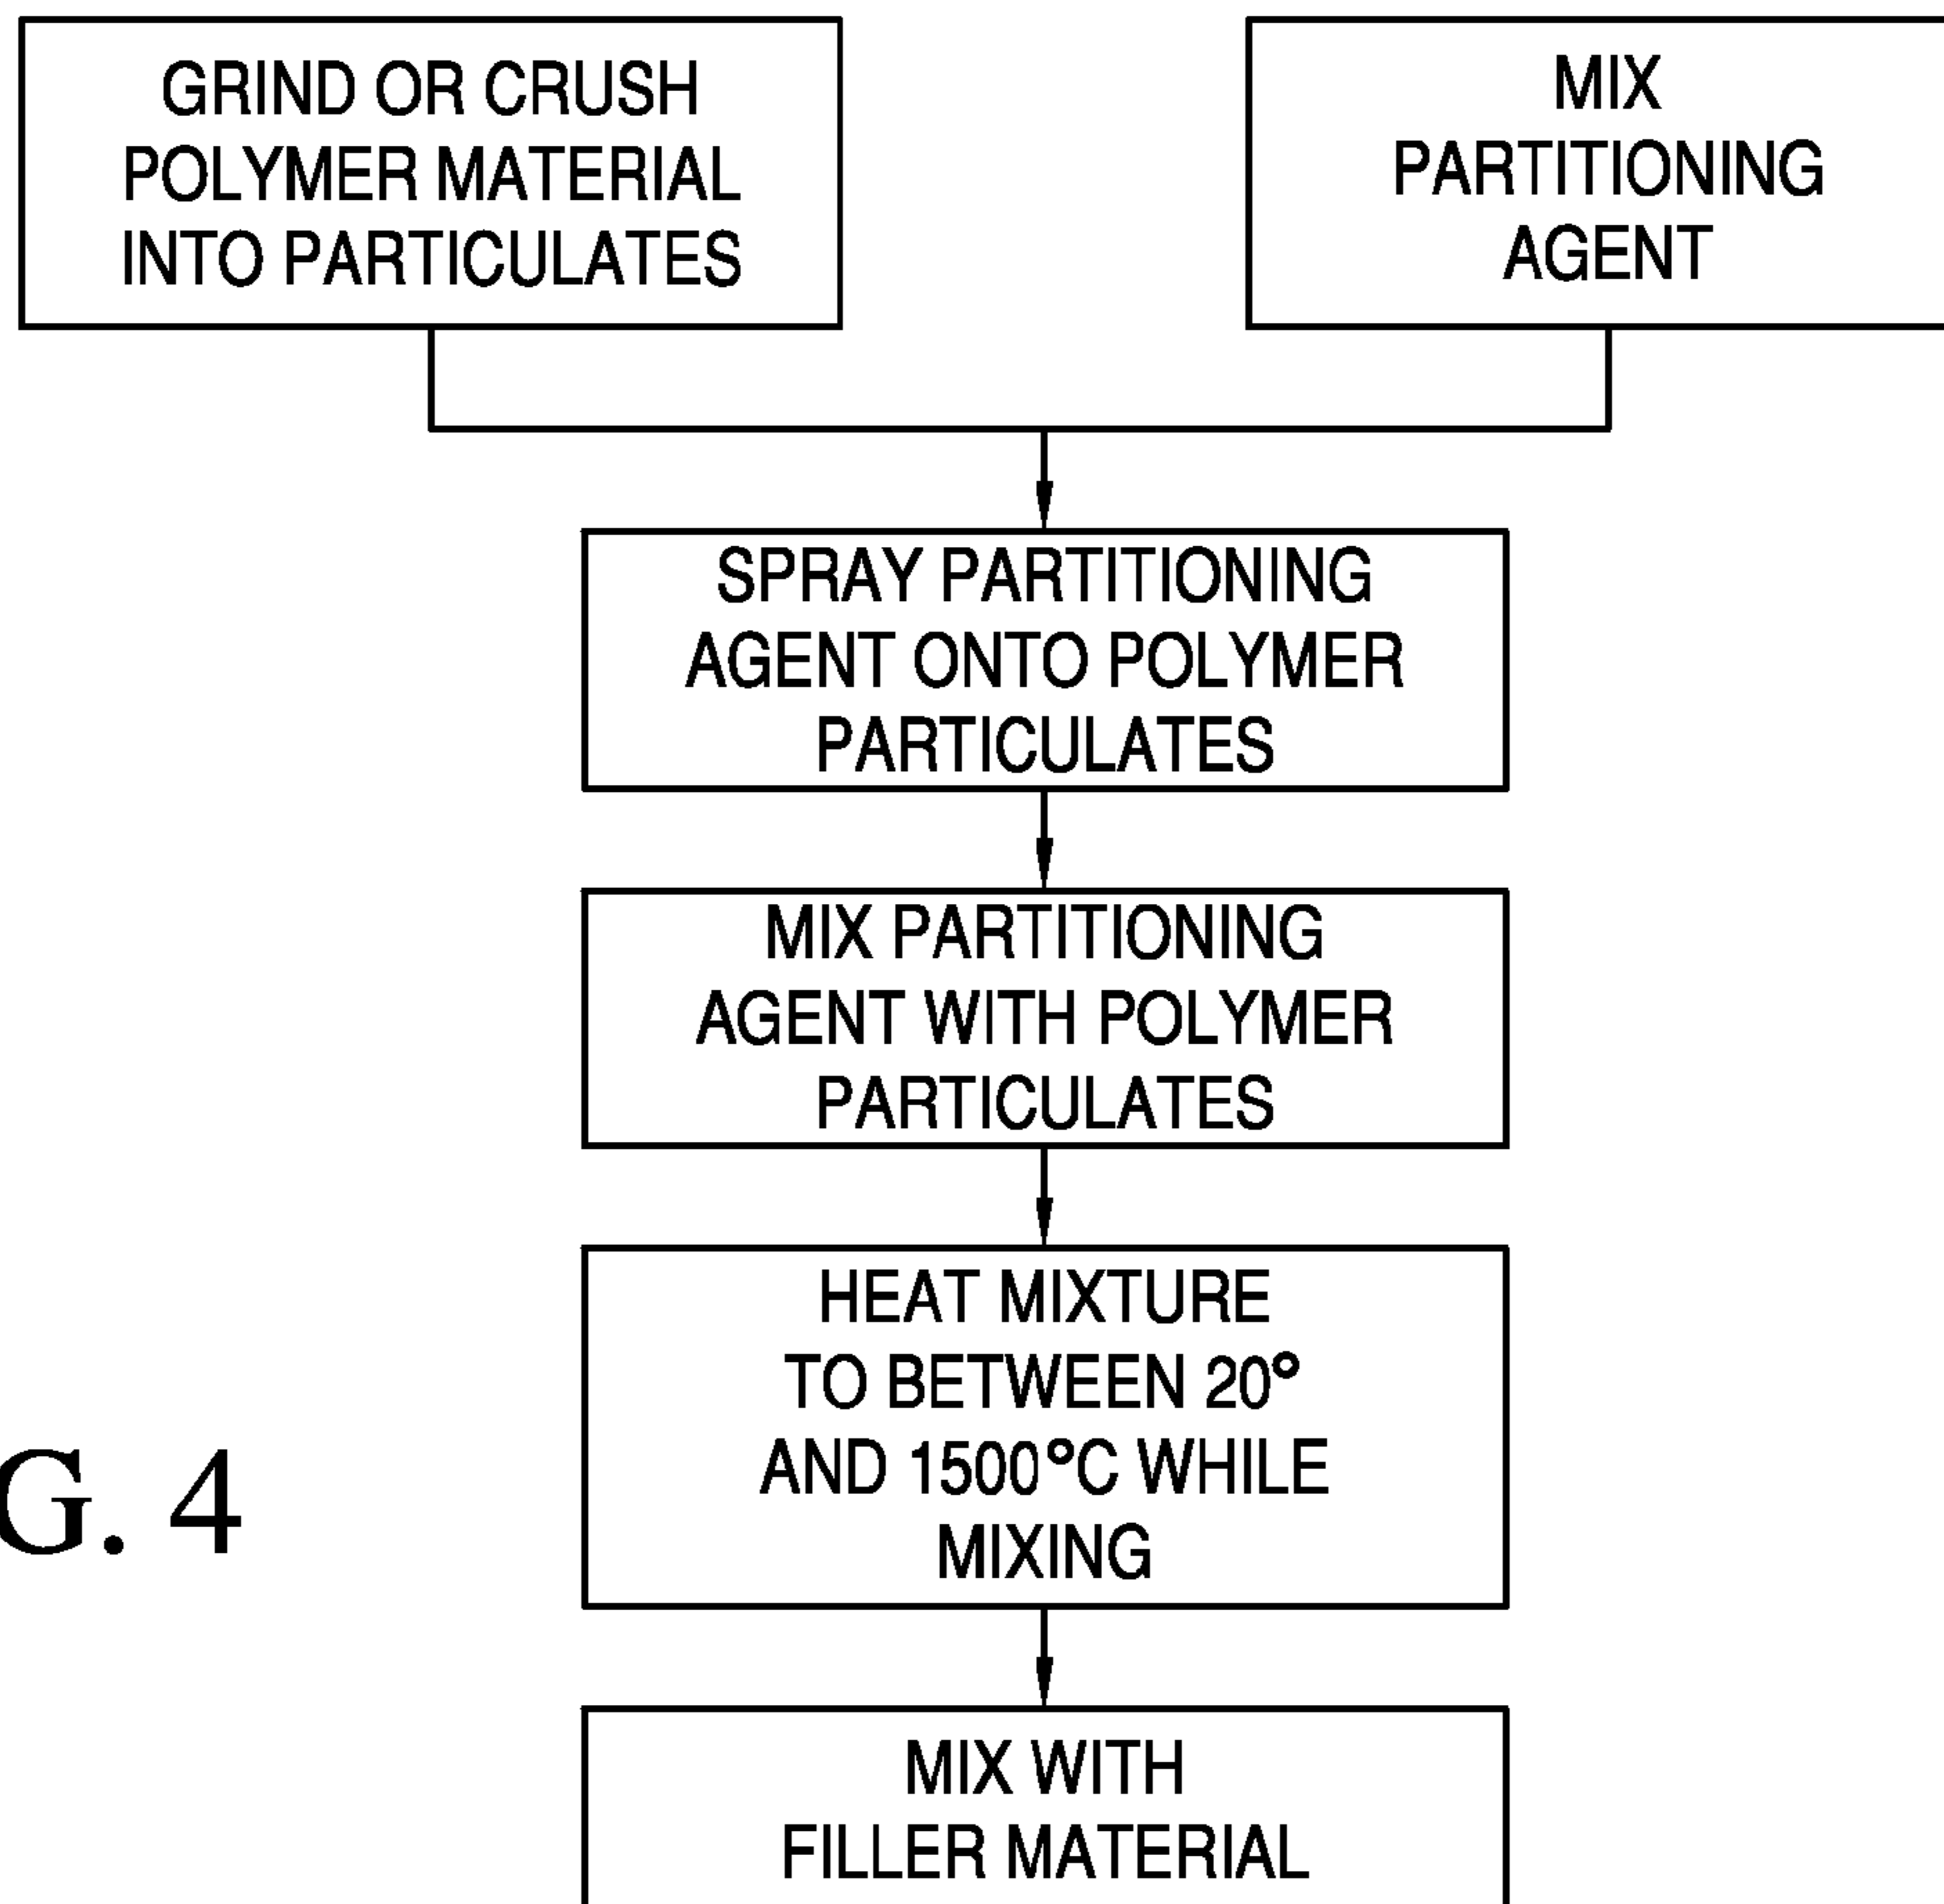 GRIND OR CRUSH
POLYMER MATERIAL
INTO PARTICULATES
MIX
PARTITIONING
AGENT
SPRAY PARTITIONING
AGENT ONTO POLYMER
PARTICULATES
MIX PARTITIONING
AGENT WITH POLYMER
PARTICULATES
HEAT MIXTURE
TO BETWEEN 20°
AND 1500°C WHILE
MIXING
G. 4
MIX WITH
FILLER MATERIAL